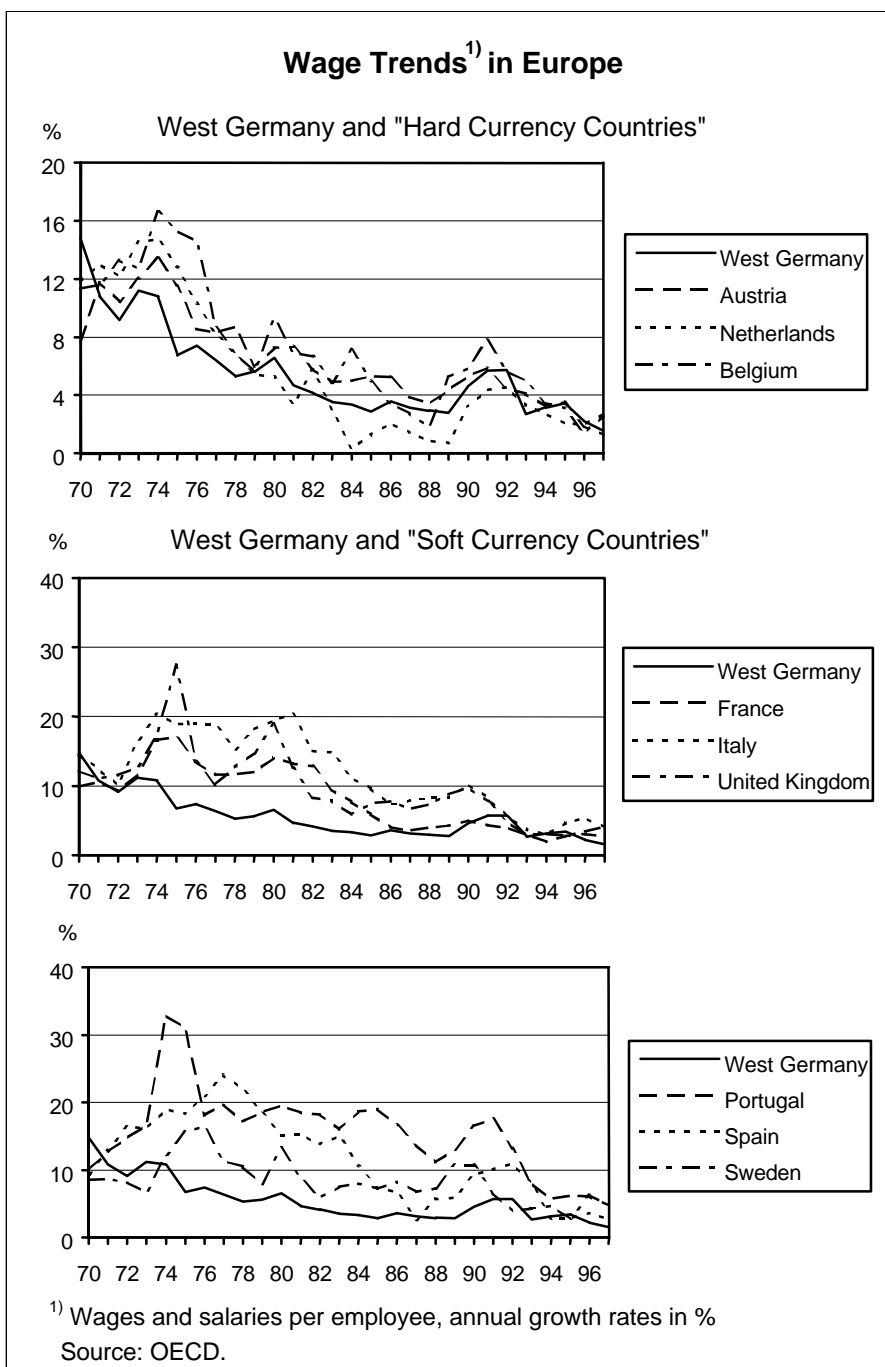 Wage Trends1) in Europe
% West Germany and "Hard Currency Countries"
20
16
12
8
4
0
70 72 74 76 78 80 82 84 86 88 90 92 94 96
West Germany
Austria
Netherlands
Belgium
% West Germany and "Soft Currency Countries"
40
30
20
10
0
70 72 74 76 78 80 82 84 86 88 90 92 94 96
West Germany
France
Italy
United Kingdom
%
40
30
20
10
0
70 72 74 76 78 80 82 84 86 88 90 92 94 96
West Germany
Portugal
Spain
Sweden
1) Wages and salaries per employee, annual growth rates in %
Source: OECD.